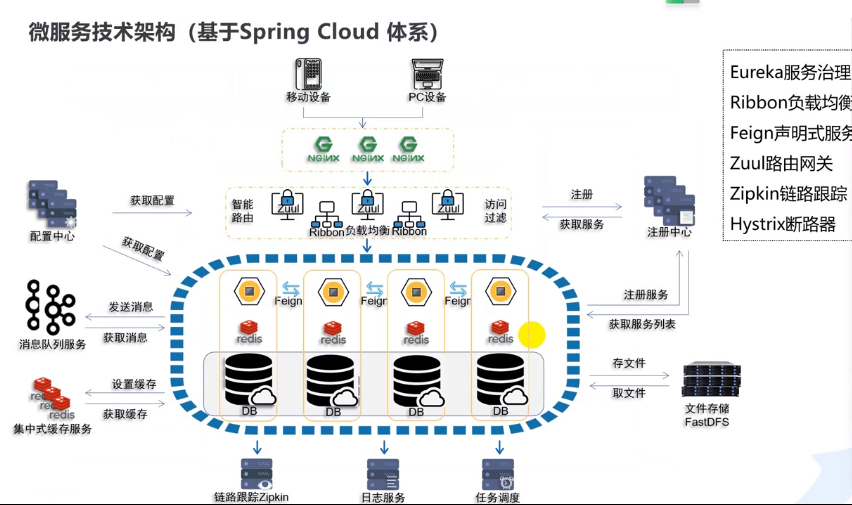 微服务技术架构（基于Spring Cloud 体系）
移动设备
PC设备
NGiNX
NGiNX
NGiNX
智能
路由
Zuul
Zuul
Zuul
访问
过滤
Ribbon
负载均衡
Ribbon
配置中心
获取配置
获取配置
注册
获取服务
注册中心
Eureka服务治理
Ribbon负载均衡
Feign声明式服务
Zuul路由网关
Zipkin链路跟踪
Hystrix断路器
Feign
Feign
Feign
redis
redis
redis
redis
DB
DB
DB
DB
消息队列服务
发送消息
获取消息
redis
集中式缓存服务
设置缓存
获取缓存
注册服务
获取服务列表
存文件
取文件
文件存储
FastDFS
链路跟踪Zipkin
日志服务
任务调度